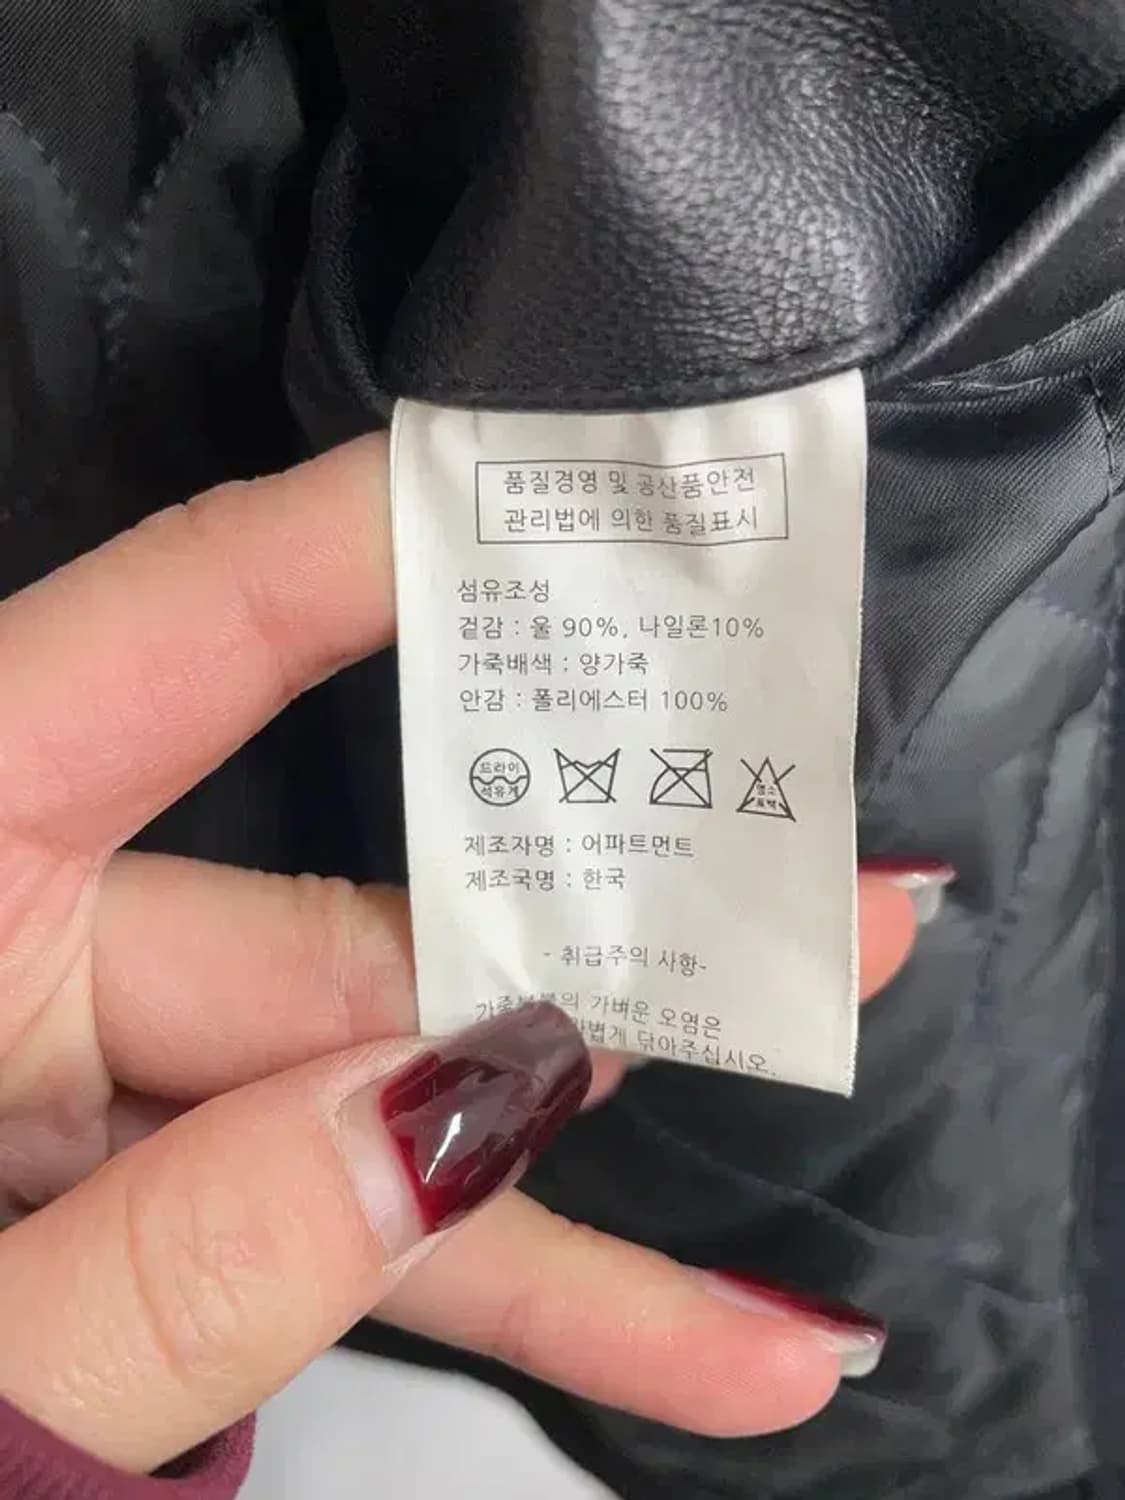 품질경영 및 공산품안전
관리법에 의한 품질표시
섬유조성
겉감 : 울 90%, 나일론10%
가죽배색 : 양가죽
안감 : 폴리에스터 100%
드라이
석유계
염소
표백
제조자명 : 어파트먼트
제조국명 : 한국
- 취급주의 사항-
가벼운 오염은
닦아주십시오.